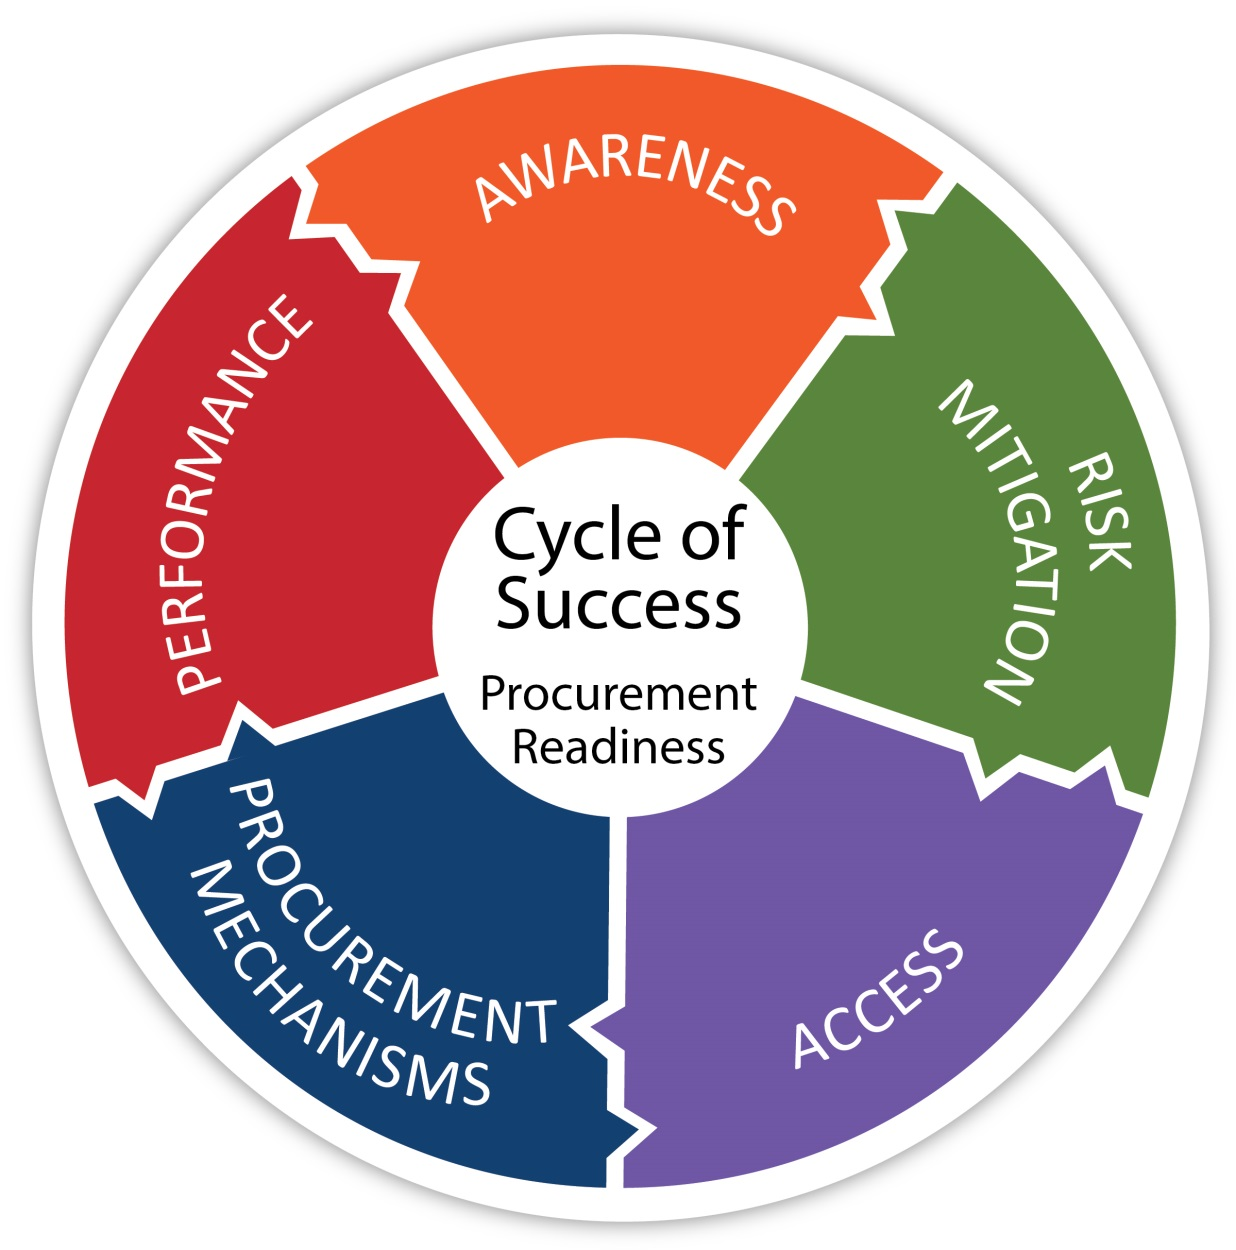 AWARENESS
RISK
MITIGATION
ACCESS
PROCUREMENT
MECHANISMS
PERFORMANCE
Cycle of
Success
Procurement
Readiness